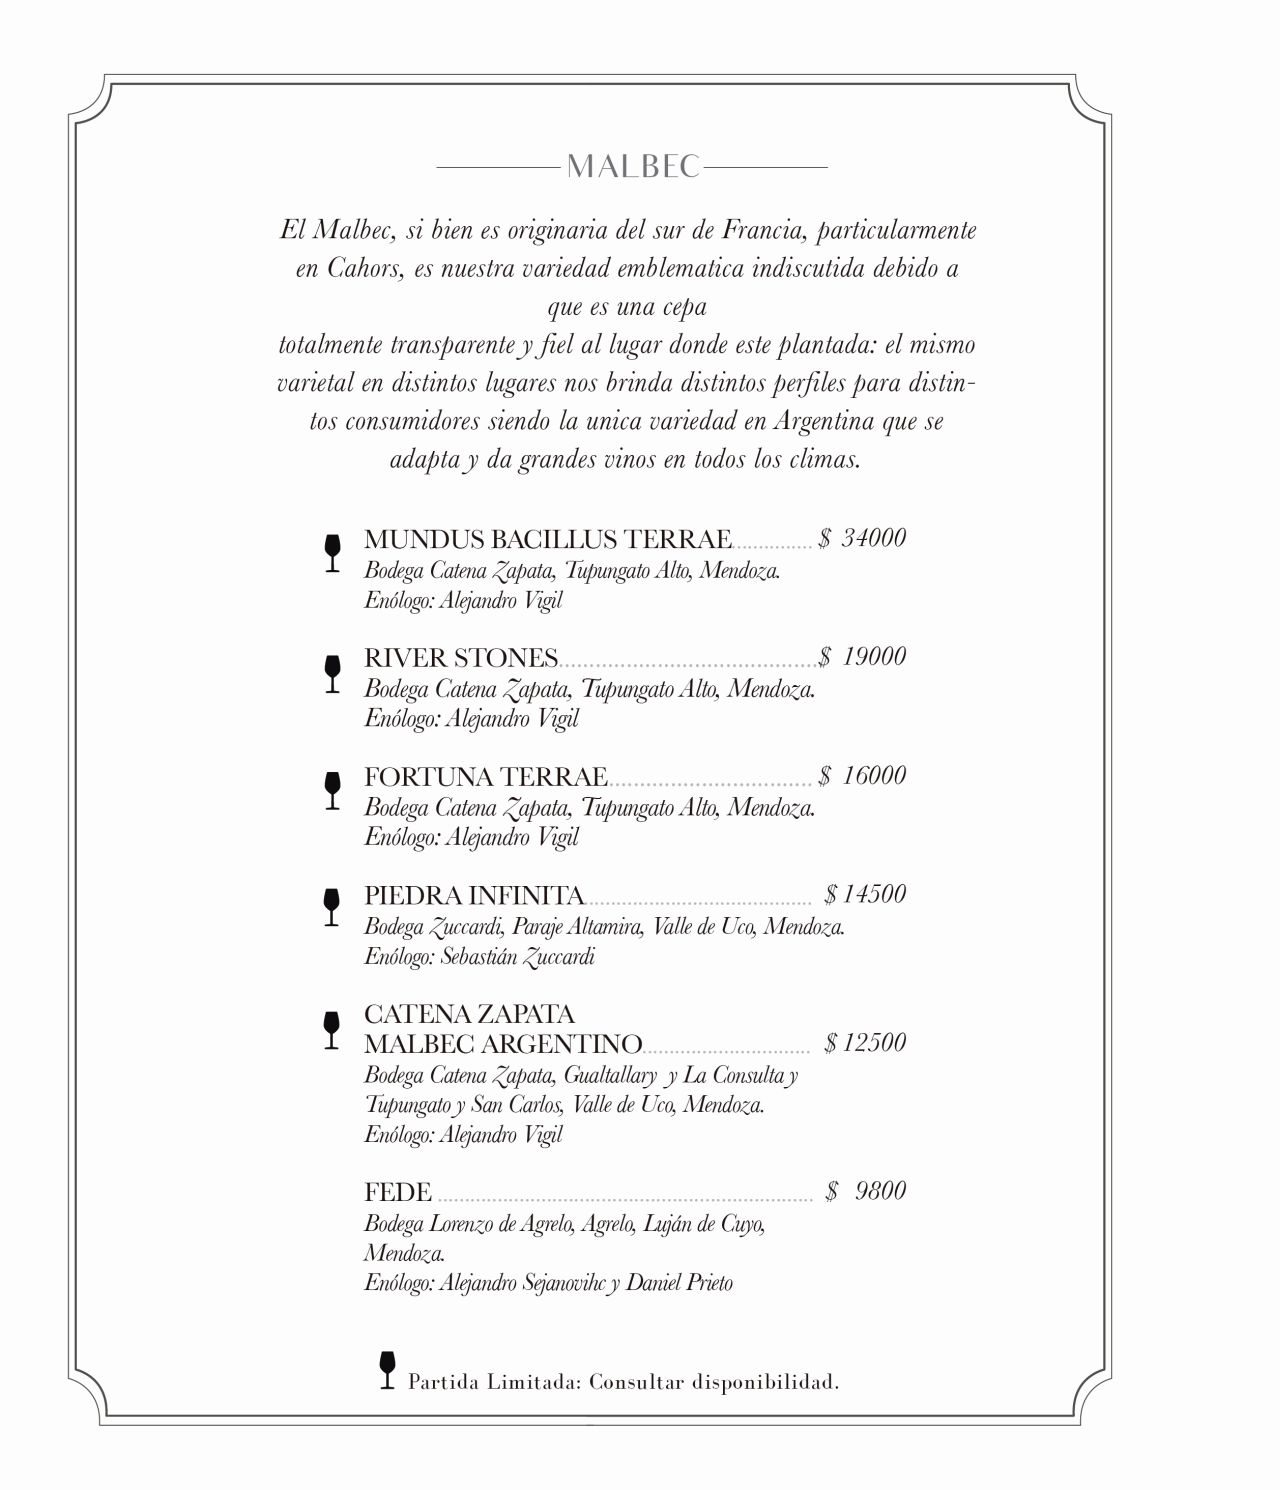 MALBEC
El Malbec, si bien es originaria del sur de Francia, particularmente
en Cahors, es nuestra variedad emblematica indiscutida debido a
que es una cepa
totalmente transparente y fiel al lugar donde este plantada: el mismo
varietal en distintos lugares nos brinda distintos perfiles para distin-
tos consumidores siendo la unica variedad en Argentina que se
adapta y da grandes vinos en todos los climas.
MUNDUS BACILLUS TERRAE.............. $ 34000
Bodega Catena Zapata, Tupungato Alto, Mendoza.
Enólogo: Alejandro Vigil
RIVER STONES............................................$ 19000
Bodega Catena Zapata, Tupungato Alto, Mendoza.
Enólogo: Alejandro Vigil
FORTUNA TERRAE.................................. $ 16000
Bodega Catena Zapata, Tupungato Alto, Mendoza.
Enólogo: Alejandro Vigil
PIEDRA INFINITA........................................ $ 14500
Bodega Zuccardi, Paraje Altamira, Valle de Uco, Mendoza.
Enólogo: Sebastián Zuccardi
CATENA ZAPATA
MALBEC ARGENTINO............................. $ 12500
Bodega Catena Zapata, Gualtallary y La Consulta y
Tupungato y San Carlos, Valle de Uco, Mendoza.
Enólogo: Alejandro Vigil
FEDE ................................................................ $ 9800
Bodega Lorenzo de Agrelo, Agrelo, Luján de Cuyo,
Mendoza.
Enólogo: Alejandro Sejanovihc y Daniel Prieto
Partida Limitada: Consultar disponibilidad.